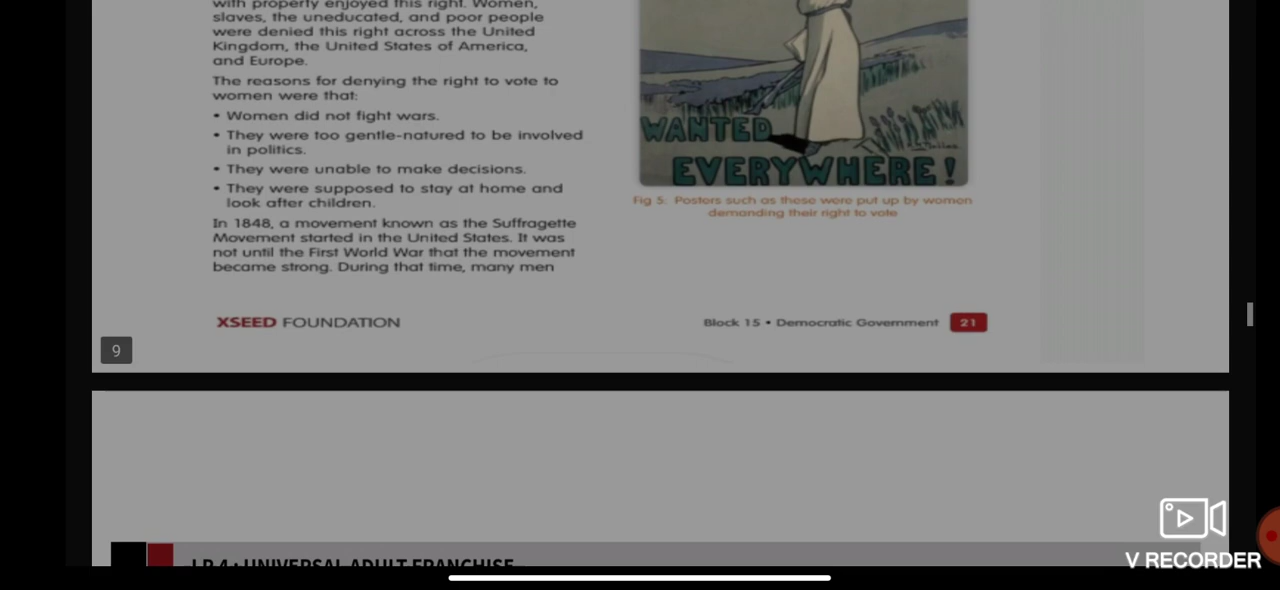 with property enjoyed this right. Women,
slaves, the uneducated, and poor people
were denied this right across the United
Kingdom, the United States of America,
and Europe.
The reasons for denying the right to vote to
women were that:
• Women did not fight wars.
• They were too gentle-natured to be involved
in politics.
• They were unable to make decisions.
• They were supposed to stay at home and
look after children.
In 1848, a movement known as the Suffragette
Movement started in the United States. It was
not until the First World War that the movement
became strong. During that time, many men
WANTED
EVERYWHERE!
Fig 5: Posters such as these were put up by women
demanding their right to vote
XSEED FOUNDATION
Block 15 • Democratic Government 21
9
LP 4 : UNIVERSAL ADULT FRANCHISE
V RECORDER